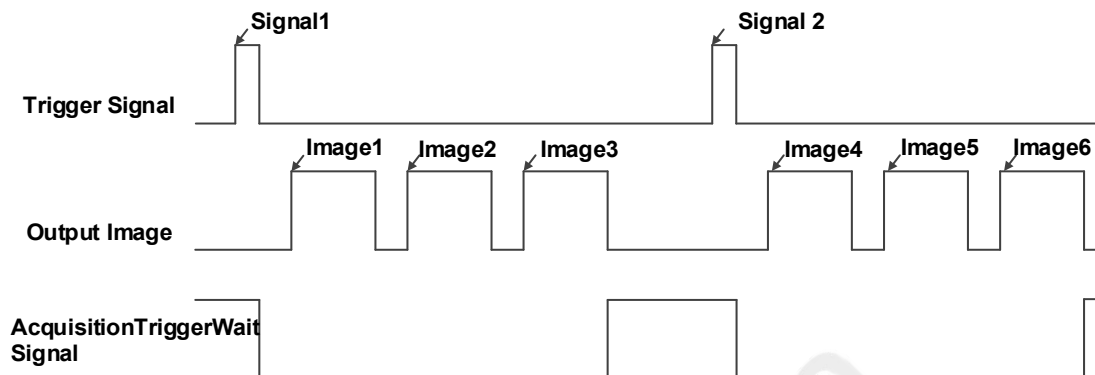 Signal1
Signal 2
Trigger Signal
Image1
Image2
Image3
Image4
Image5
Image6
Output Image
AcquisitionTriggerWait
Signal